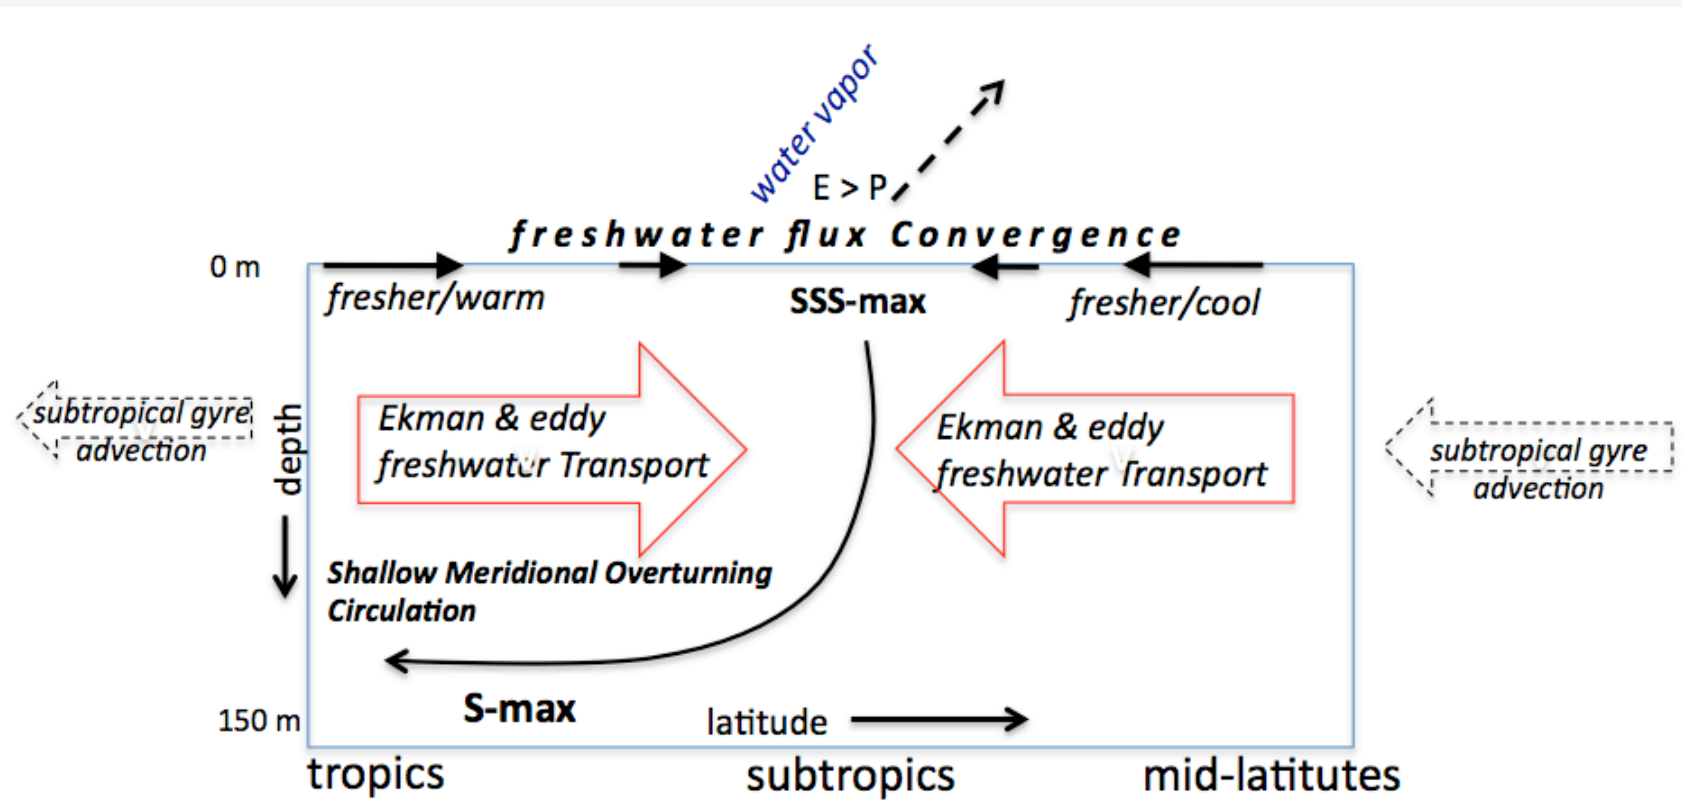 water vapor
E > P
freshwater flux Convergence
0 m
fresher/warm
SSS-max
fresher/cool
subtropical gyre
advection
depth
Ekman & eddy
freshwater Transport
Ekman & eddy
freshwater Transport
subtropical gyre
advection
Shallow Meridional Overturning
Circulation
S-max
150 m
latitude
tropics
subtropics
mid-latitutes